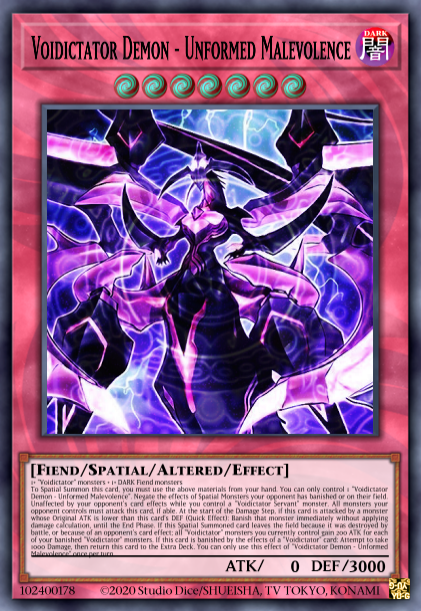 Voidictator Demon - Unformed Malevolence
DARK
闇
[Fiend/Spatial/Altered/Effect]
1+ "Voidictator" monsters + 1+ DARK Fiend monsters
To Spatial Summon this card, you must use the above materials from your hand. You can only control 1 "Voidictator
Demon - Unformed Malevolence". Negate the effects of Spatial Monsters your opponent has banished or on their field.
Unaffected by your opponent's card effects while you control a "Voidictator Servant" monster. All monsters your
opponent controls must attack this card, if able. At the start of the Damage Step, if this card is attacked by a monster
whose Original ATK is lower than this card's DEF (Quick Effect): Banish that monster immediately without applying
damage calculation, until the End Phase. If this Spatial Summoned card leaves the field because it was destroyed by
battle, or because of an opponent's card effect; all "Voidictator" monsters you currently control gain 200 ATK for each
of your banished "Voidictator" monsters. If this card is banished by the effects of a "Voidictator" card: Attempt to take
1000 damage, then return this card to the Extra Deck. You can only use this effect of "Voidictator Demon - Unformed
Malevolence" once per turn.
ATK/ 0 DEF/3000
102400178 ©2020 Studio Dice/SHUEISHA, TV TOKYO, KONAMI